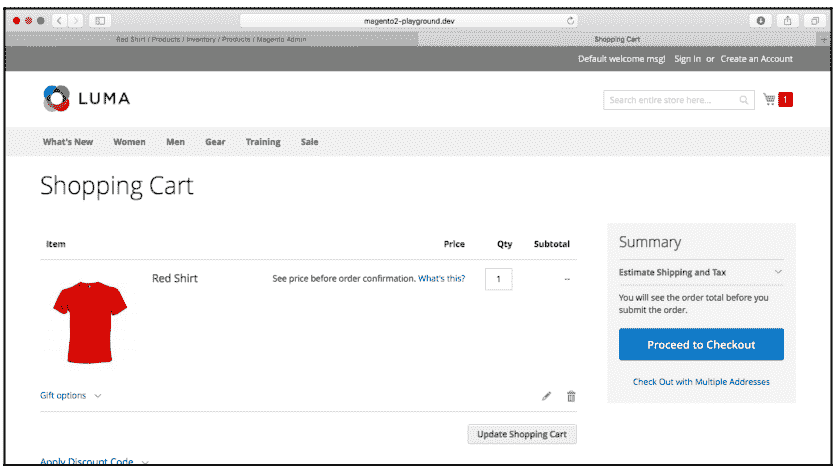 magento2-playground.dev
Red Shirt / Products / Inventory / Products / Magento Admin
Shopping Cart
Default welcome msg! Sign In or Create an Account
LUMA
Search entire store here...
1
What's New Women Men Gear Training Sale
Shopping Cart
Item Price Qty Subtotal
Red Shirt See price before order confirmation. What's this? 1 --
Gift options
Update Shopping Cart
Apply Discount Code
Summary
Estimate Shipping and Tax
You will see the order total before you
submit the order.
Proceed to Checkout
Check Out with Multiple Addresses